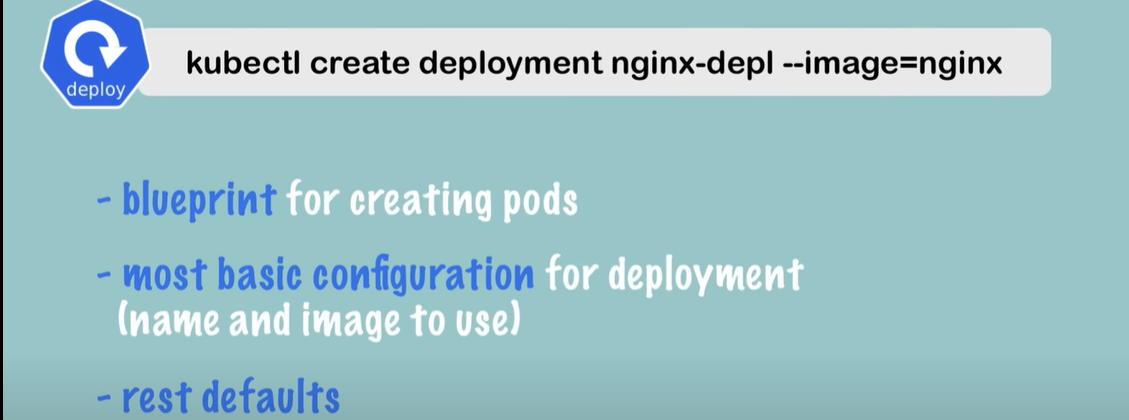 deploy
kubectl create deployment nginx-depl --image=nginx
- blueprint for creating pods
- most basic configuration for deployment
(name and image to use)
- rest defaults